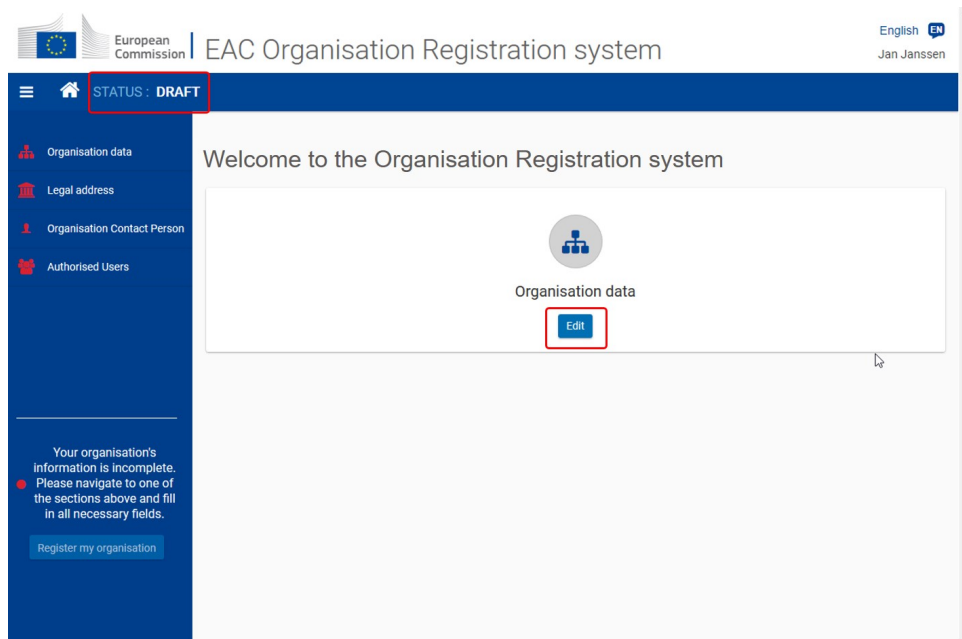 European
Commission
EAC Organisation Registration system
English EN
Jan Janssen
STATUS : DRAFT
Organisation data
Legal address
Organisation Contact Person
Authorised Users
Welcome to the Organisation Registration system
Organisation data
Edit
Your organisation's
information is incomplete.
Please navigate to one of
the sections above and fill
in all necessary fields.
Register my organisation